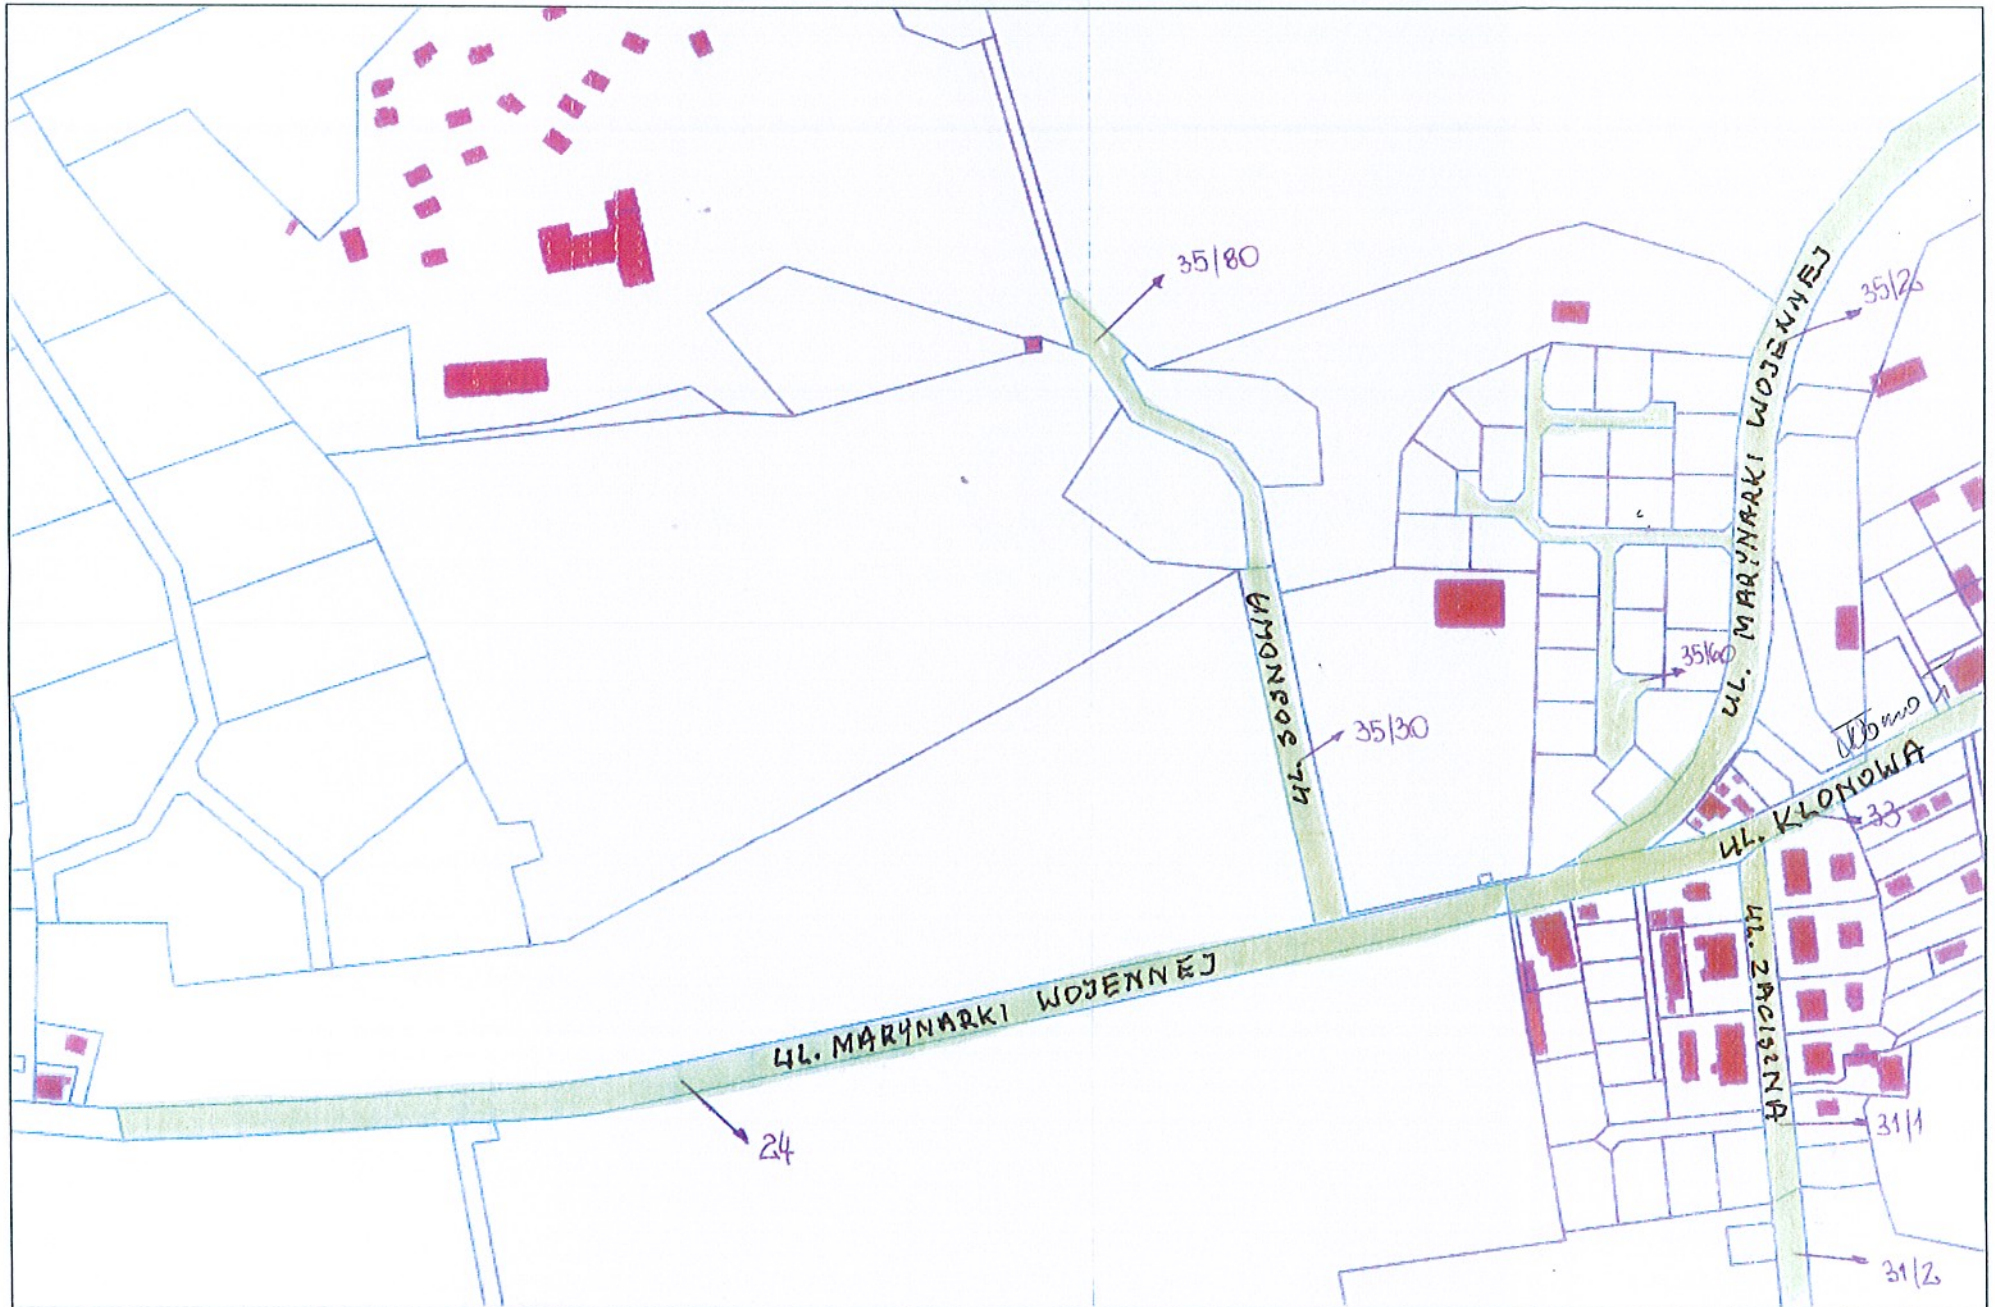 35/80
35/2
UL. MARYNARKI WOJENNEJ
35/60
UL. SOSNOWA
35/30
UL. KLONOWA
33
UL. ZACISZNA
UL. MARYNARKI WOJENNEJ
24
31/1
31/2